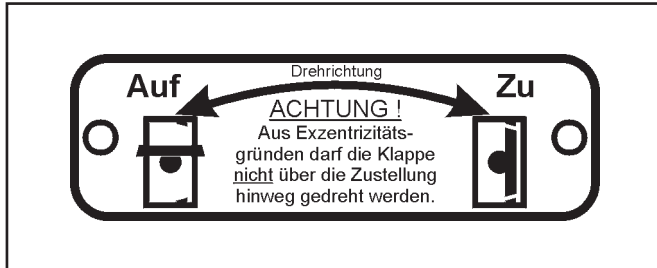 Drehrichtung
Auf
Zu
ACHTUNG !
Aus Exzentrizitäts-
gründen darf die Klappe
nicht über die Zustellung
hinweg gedreht werden.